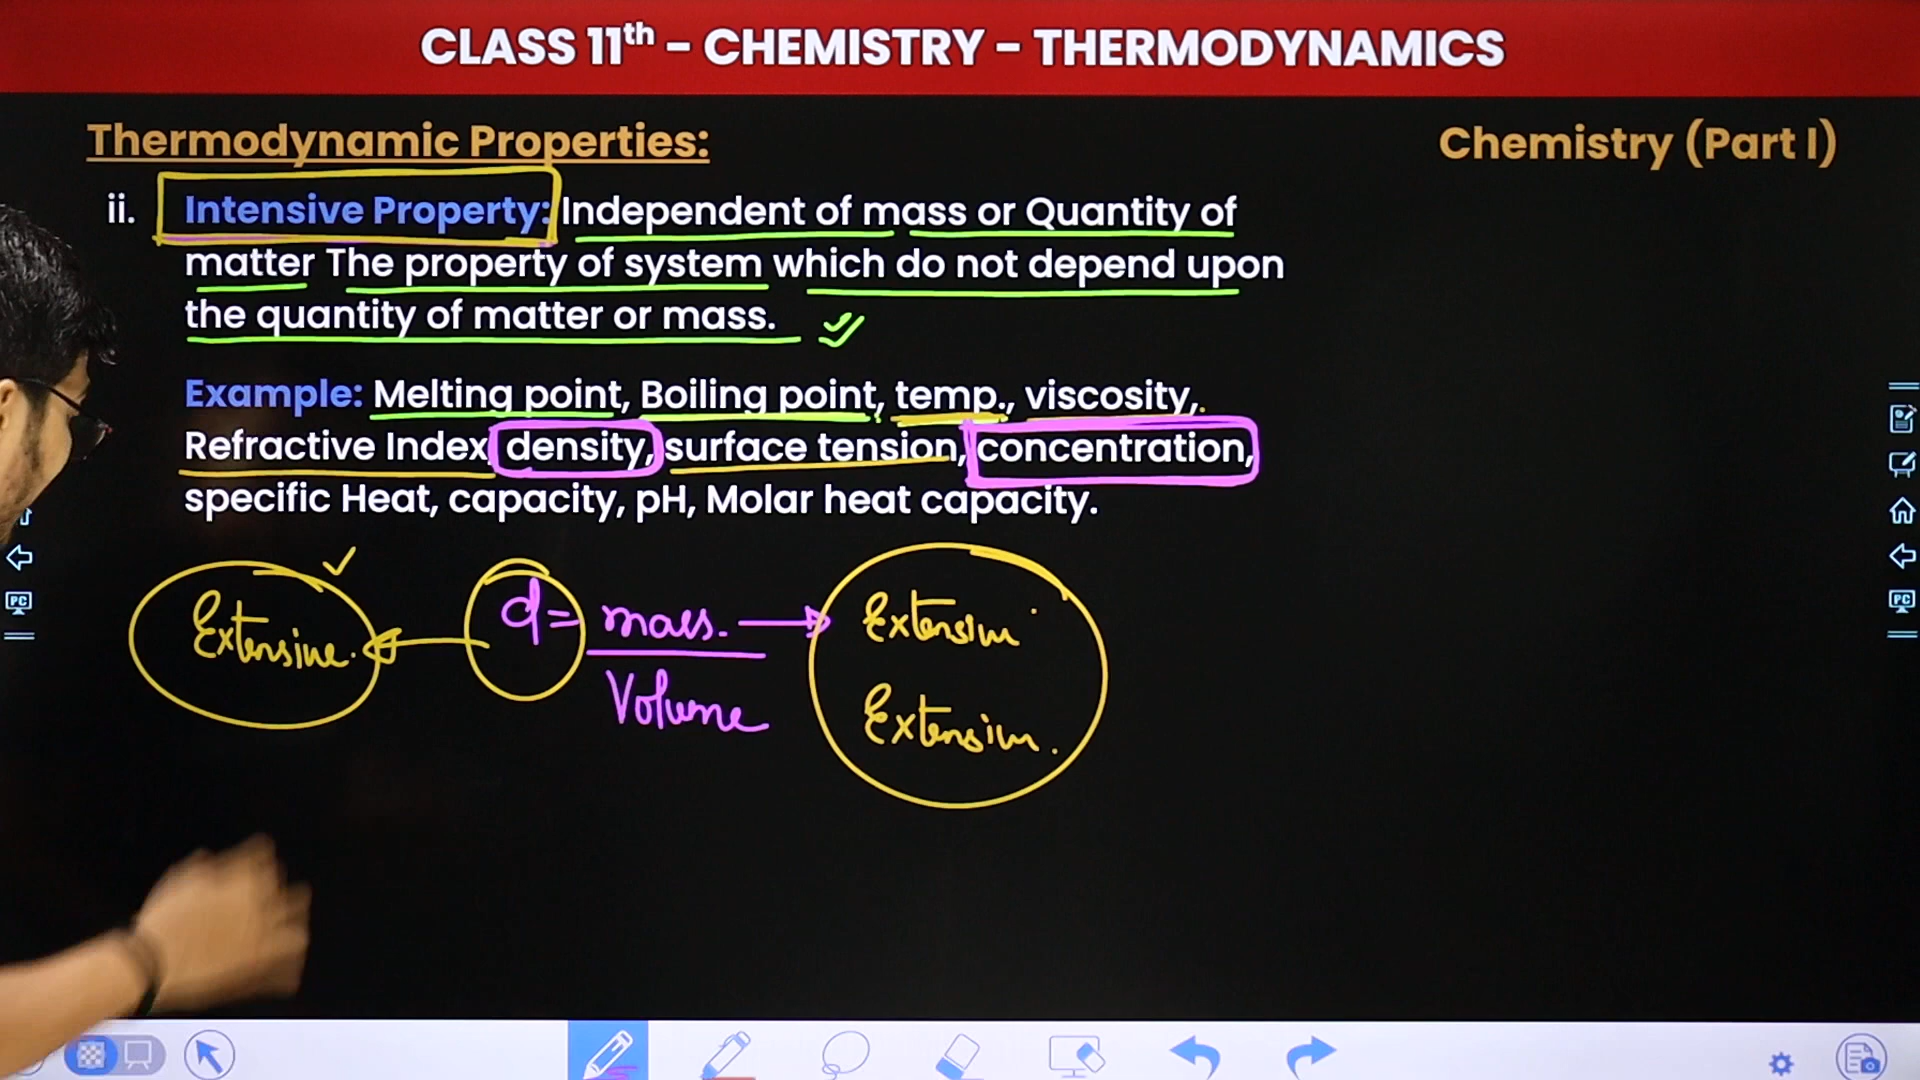 CLASS 11th - CHEMISTRY - THERMODYNAMICS
Thermodynamic Properties:
Chemistry (Part I)
ii. Intensive Property: Independent of mass or Quantity of
matter The property of system which do not depend upon
the quantity of matter or mass.
Example: Melting point, Boiling point, temp., viscosity,
Refractive Index, density, surface tension, concentration,
specific Heat, capacity, pH, Molar heat capacity.
Extensive. d = mass. Extensive
Volume Extensive.
PC
PC